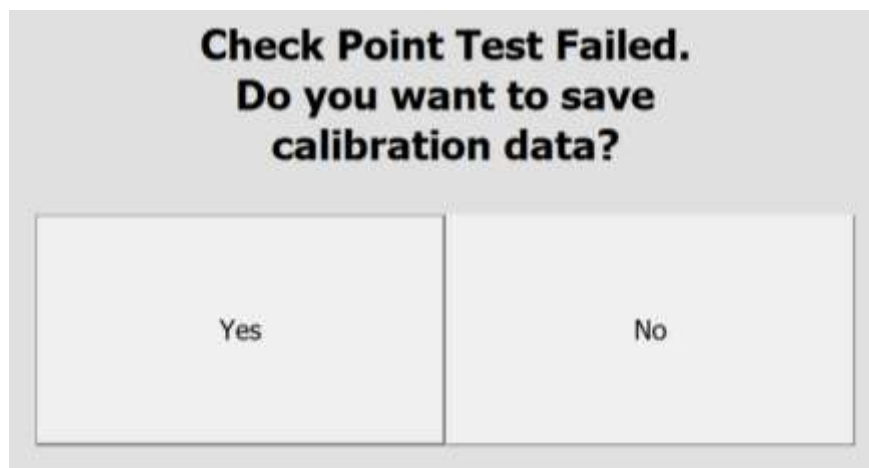 Check Point Test Failed.
Do you want to save
calibration data?
Yes
No